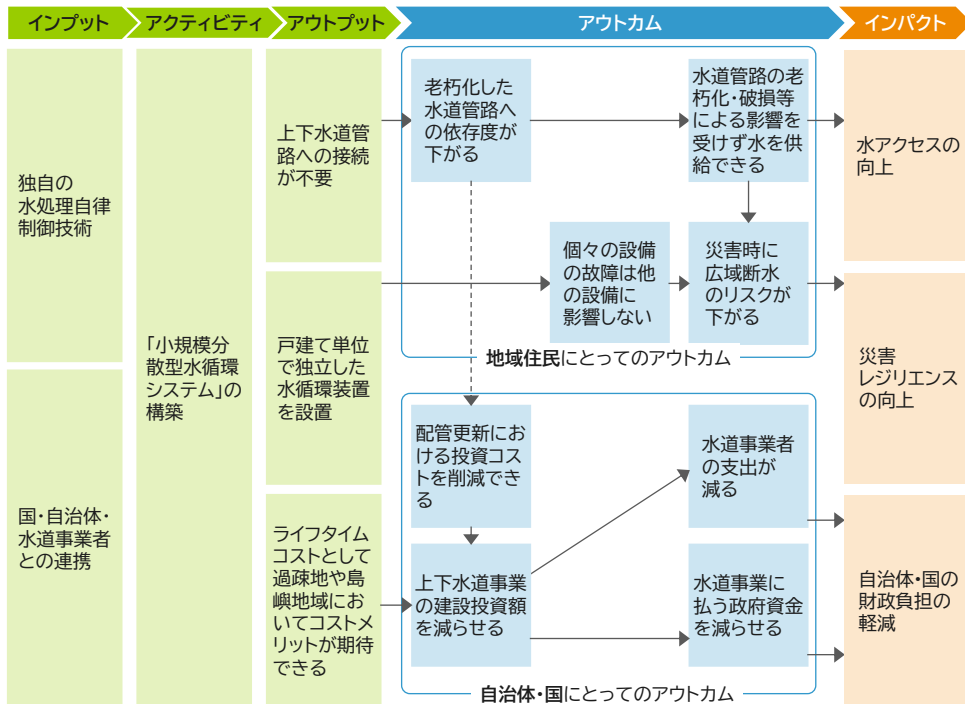 インプット
アクティビティ
アウトプット
アウトカム
インパクト
独自の
水処理自律
制御技術
国・自治体・
水道事業者
との連携
「小規模分
散型水循環
システム」の
構築
上下水道管
路への接続
が不要
戸建て単位
で独立した
水循環装置
を設置
ライフタイム
コストとして
過疎地や島
嶼地域にお
いてコストメ
リットが期待
できる
老朽化した
水道管路へ
の依存度が
下がる
水道管路の老
朽化・破損等
による影響を
受けず水を供
給できる
個々の設備
の故障は他
の設備に
影響しない
災害時に
広域断水
のリスクが
下がる
地域住民にとってのアウトカム
配管更新にお
ける投資コス
トを削減でき
る
水道事業者
の支出が
減る
上下水道事業
の建設投資額
を減らせる
水道事業に
払う政府資金
を減らせる
自治体・国にとってのアウトカム
水アクセスの
向上
災害
レジリエンス
の向上
自治体・国の
財政負担の
軽減